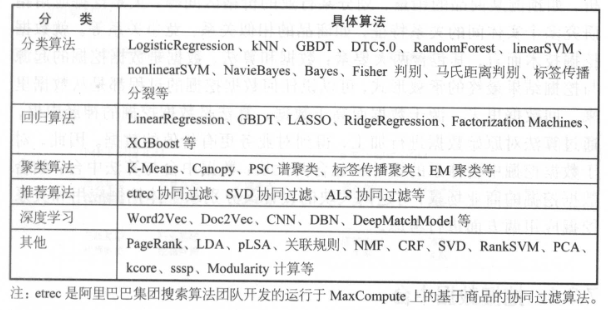 分 类 具体算法
分类算法 LogisticRegression、kNN、GBDT、DTC5.0、RandomForest、linearSVM、
nonlinearSVM、NavieBayes、Bayes、Fisher 判别、马氏距离判别、标签传播
分裂等
回归算法 LinearRegression、GBDT、LASSO、RidgeRegression、Factorization Machines、
XGBoost 等
聚类算法 K-Means、Canopy、PSC 谱聚类、标签传播聚类、EM 聚类等
推荐算法 etrec 协同过滤、SVD 协同过滤、ALS 协同过滤等
深度学习 Word2Vec、Doc2Vec、CNN、DBN、DeepMatchModel 等
其他 PageRank、LDA、pLSA、关联规则、NMF、CRF、SVD、RankSVM、PCA、
kcore、sssp、Modularity 计算等
注：etrec 是阿里巴巴集团搜索算法团队开发的运行于 MaxCompute 上的基于商品的协同过滤算法。